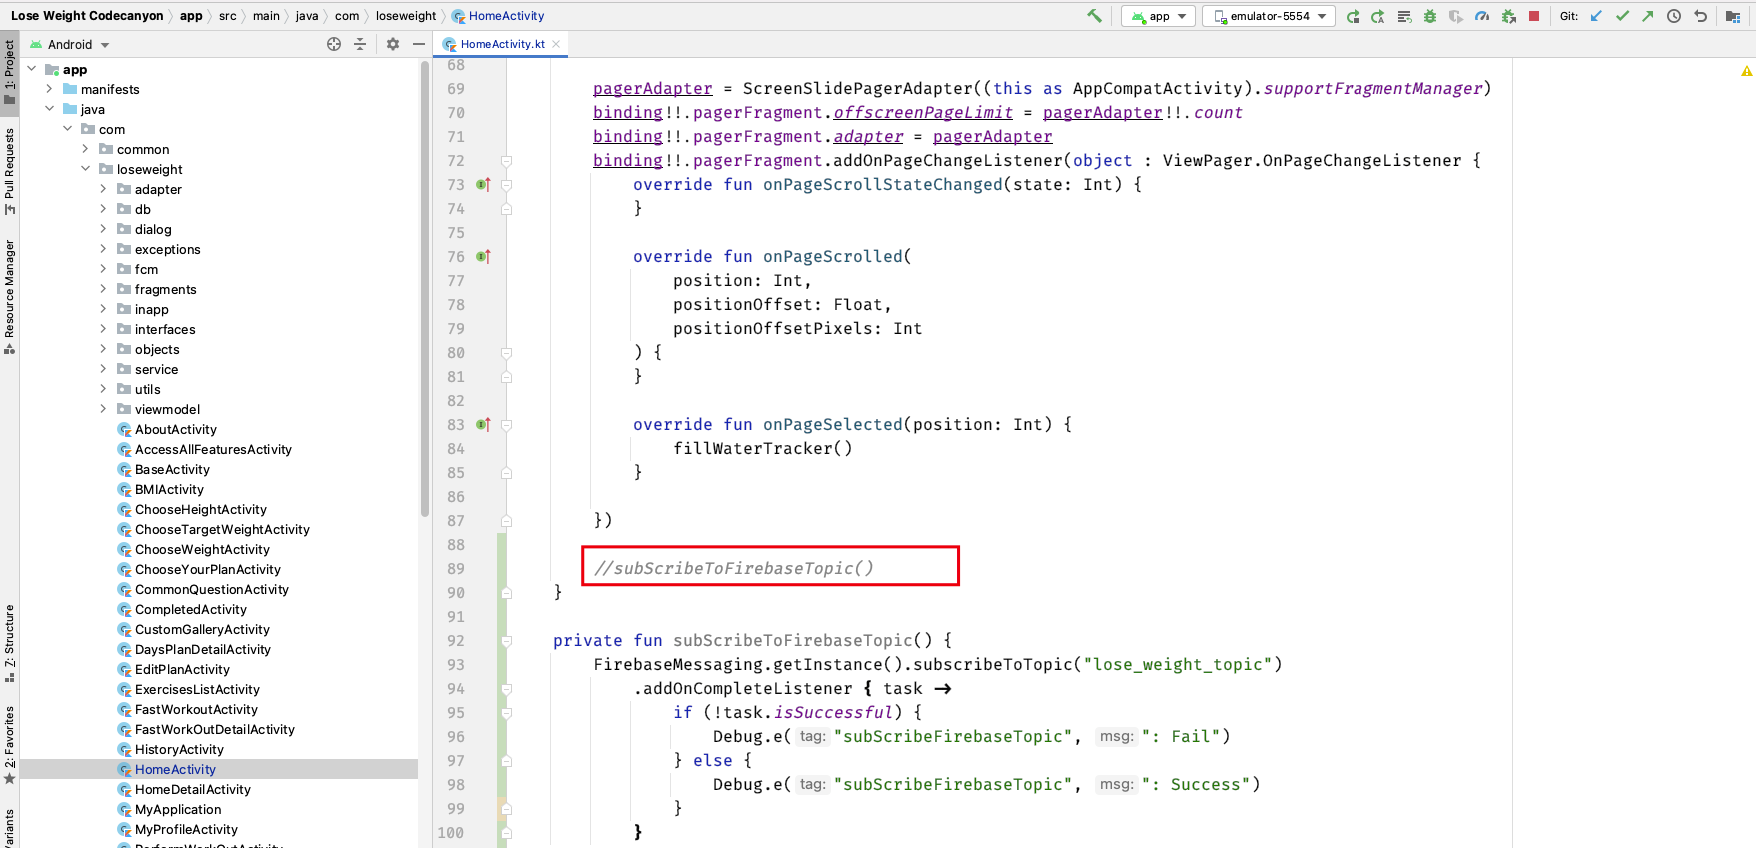 Lose Weight Codecanyon app src main java com loseweight HomeActivity
app emulator-5554 Git:
Android
HomeActivity.kt
1: Project
Pull Requests
Resource Manager
7: Structure
2: Favorites
app
manifests
java
com
common
loseweight
adapter
db
dialog
exceptions
fcm
fragments
inapp
interfaces
objects
service
utils
viewmodel
AboutActivity
AccessAllFeaturesActivity
BaseActivity
BMIActivity
ChooseHeightActivity
ChooseTargetWeightActivity
ChooseWeightActivity
ChooseYourPlanActivity
CommonQuestionActivity
CompletedActivity
CustomGalleryActivity
DaysPlanDetailActivity
EditPlanActivity
ExercisesListActivity
FastWorkoutActivity
FastWorkOutDetailActivity
HistoryActivity
HomeActivity
HomeDetailActivity
MyApplication
MyProfileActivity
68
69 pagerAdapter = ScreenSlidePagerAdapter((this as AppCompatActivity).supportFragmentManager)
70 binding!!.pagerFragment.offscreenPageLimit = pagerAdapter!!.count
71 binding!!.pagerFragment.adapter = pagerAdapter
72 binding!!.pagerFragment.addOnPageChangeListener(object : ViewPager.OnPageChangeListener {
73 override fun onPageScrollStateChanged(state: Int) {
74 }
75
76 override fun onPageScrolled(
77 position: Int,
78 positionOffset: Float,
79 positionOffsetPixels: Int
80 ) {
81 }
82
83 override fun onPageSelected(position: Int) {
84 fillWaterTracker()
85 }
86
87 })
88
89 //subScribeToFirebaseTopic()
90 }
91
92 private fun subScribeToFirebaseTopic() {
93 FirebaseMessaging.getInstance().subscribeToTopic("lose_weight_topic")
94 .addOnCompleteListener { task ->
95 if (!task.isSuccessful) {
96 Debug.e( tag: "subScribeFirebaseTopic", msg: ": Fail")
97 } else {
98 Debug.e( tag: "subScribeFirebaseTopic", msg: ": Success")
99 }
100 }